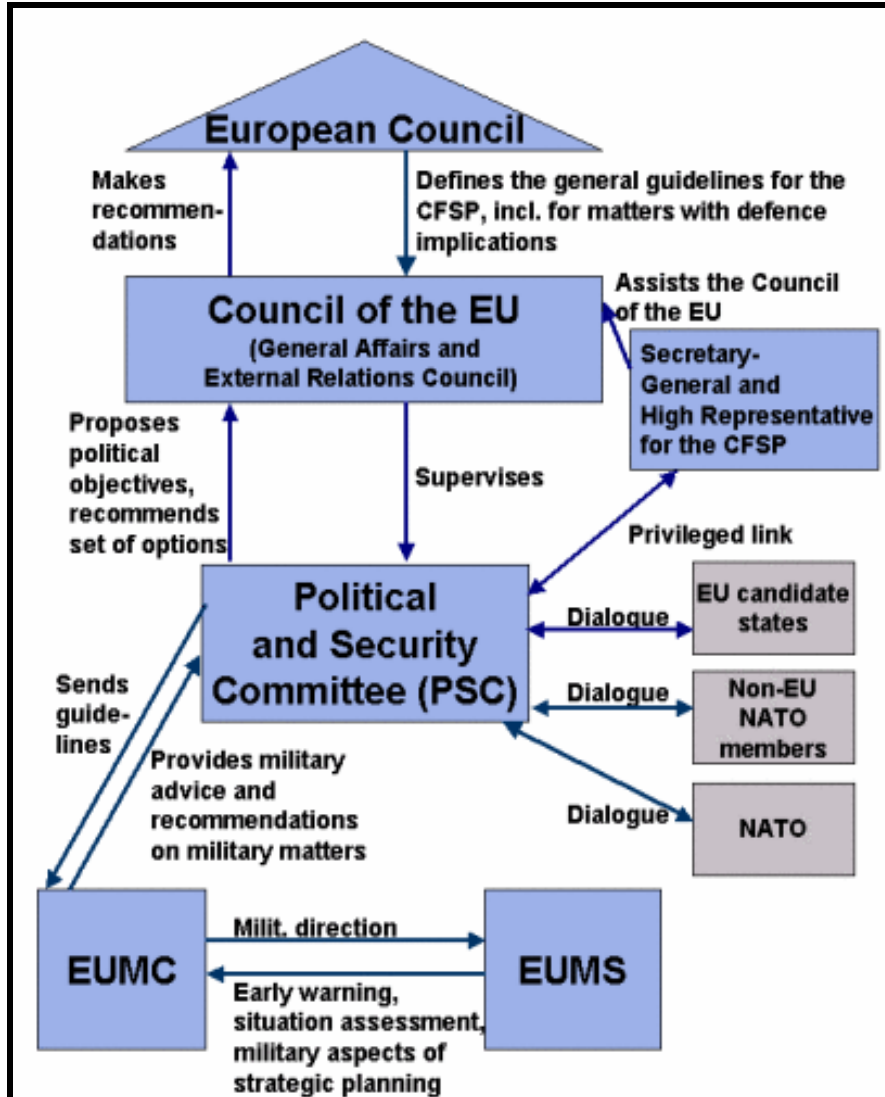 European Council
Makes
recommen-
dations
Defines the general guidelines for the
CFSP, incl. for matters with defence
implications
Council of the EU
(General Affairs and
External Relations Council)
Assists the Council
of the EU
Secretary-
General and
High Representative
for the CFSP
Proposes
political
objectives,
recommends
set of options
Supervises
Privileged link
Political
and Security
Committee (PSC)
Dialogue
EU candidate
states
Dialogue
Non-EU
NATO
members
Dialogue
NATO
Sends
guide-
lines
Provides military
advice and
recommendations
on military matters
EUMC
Milit. direction
EUMS
Early warning,
situation assessment,
military aspects of
strategic planning